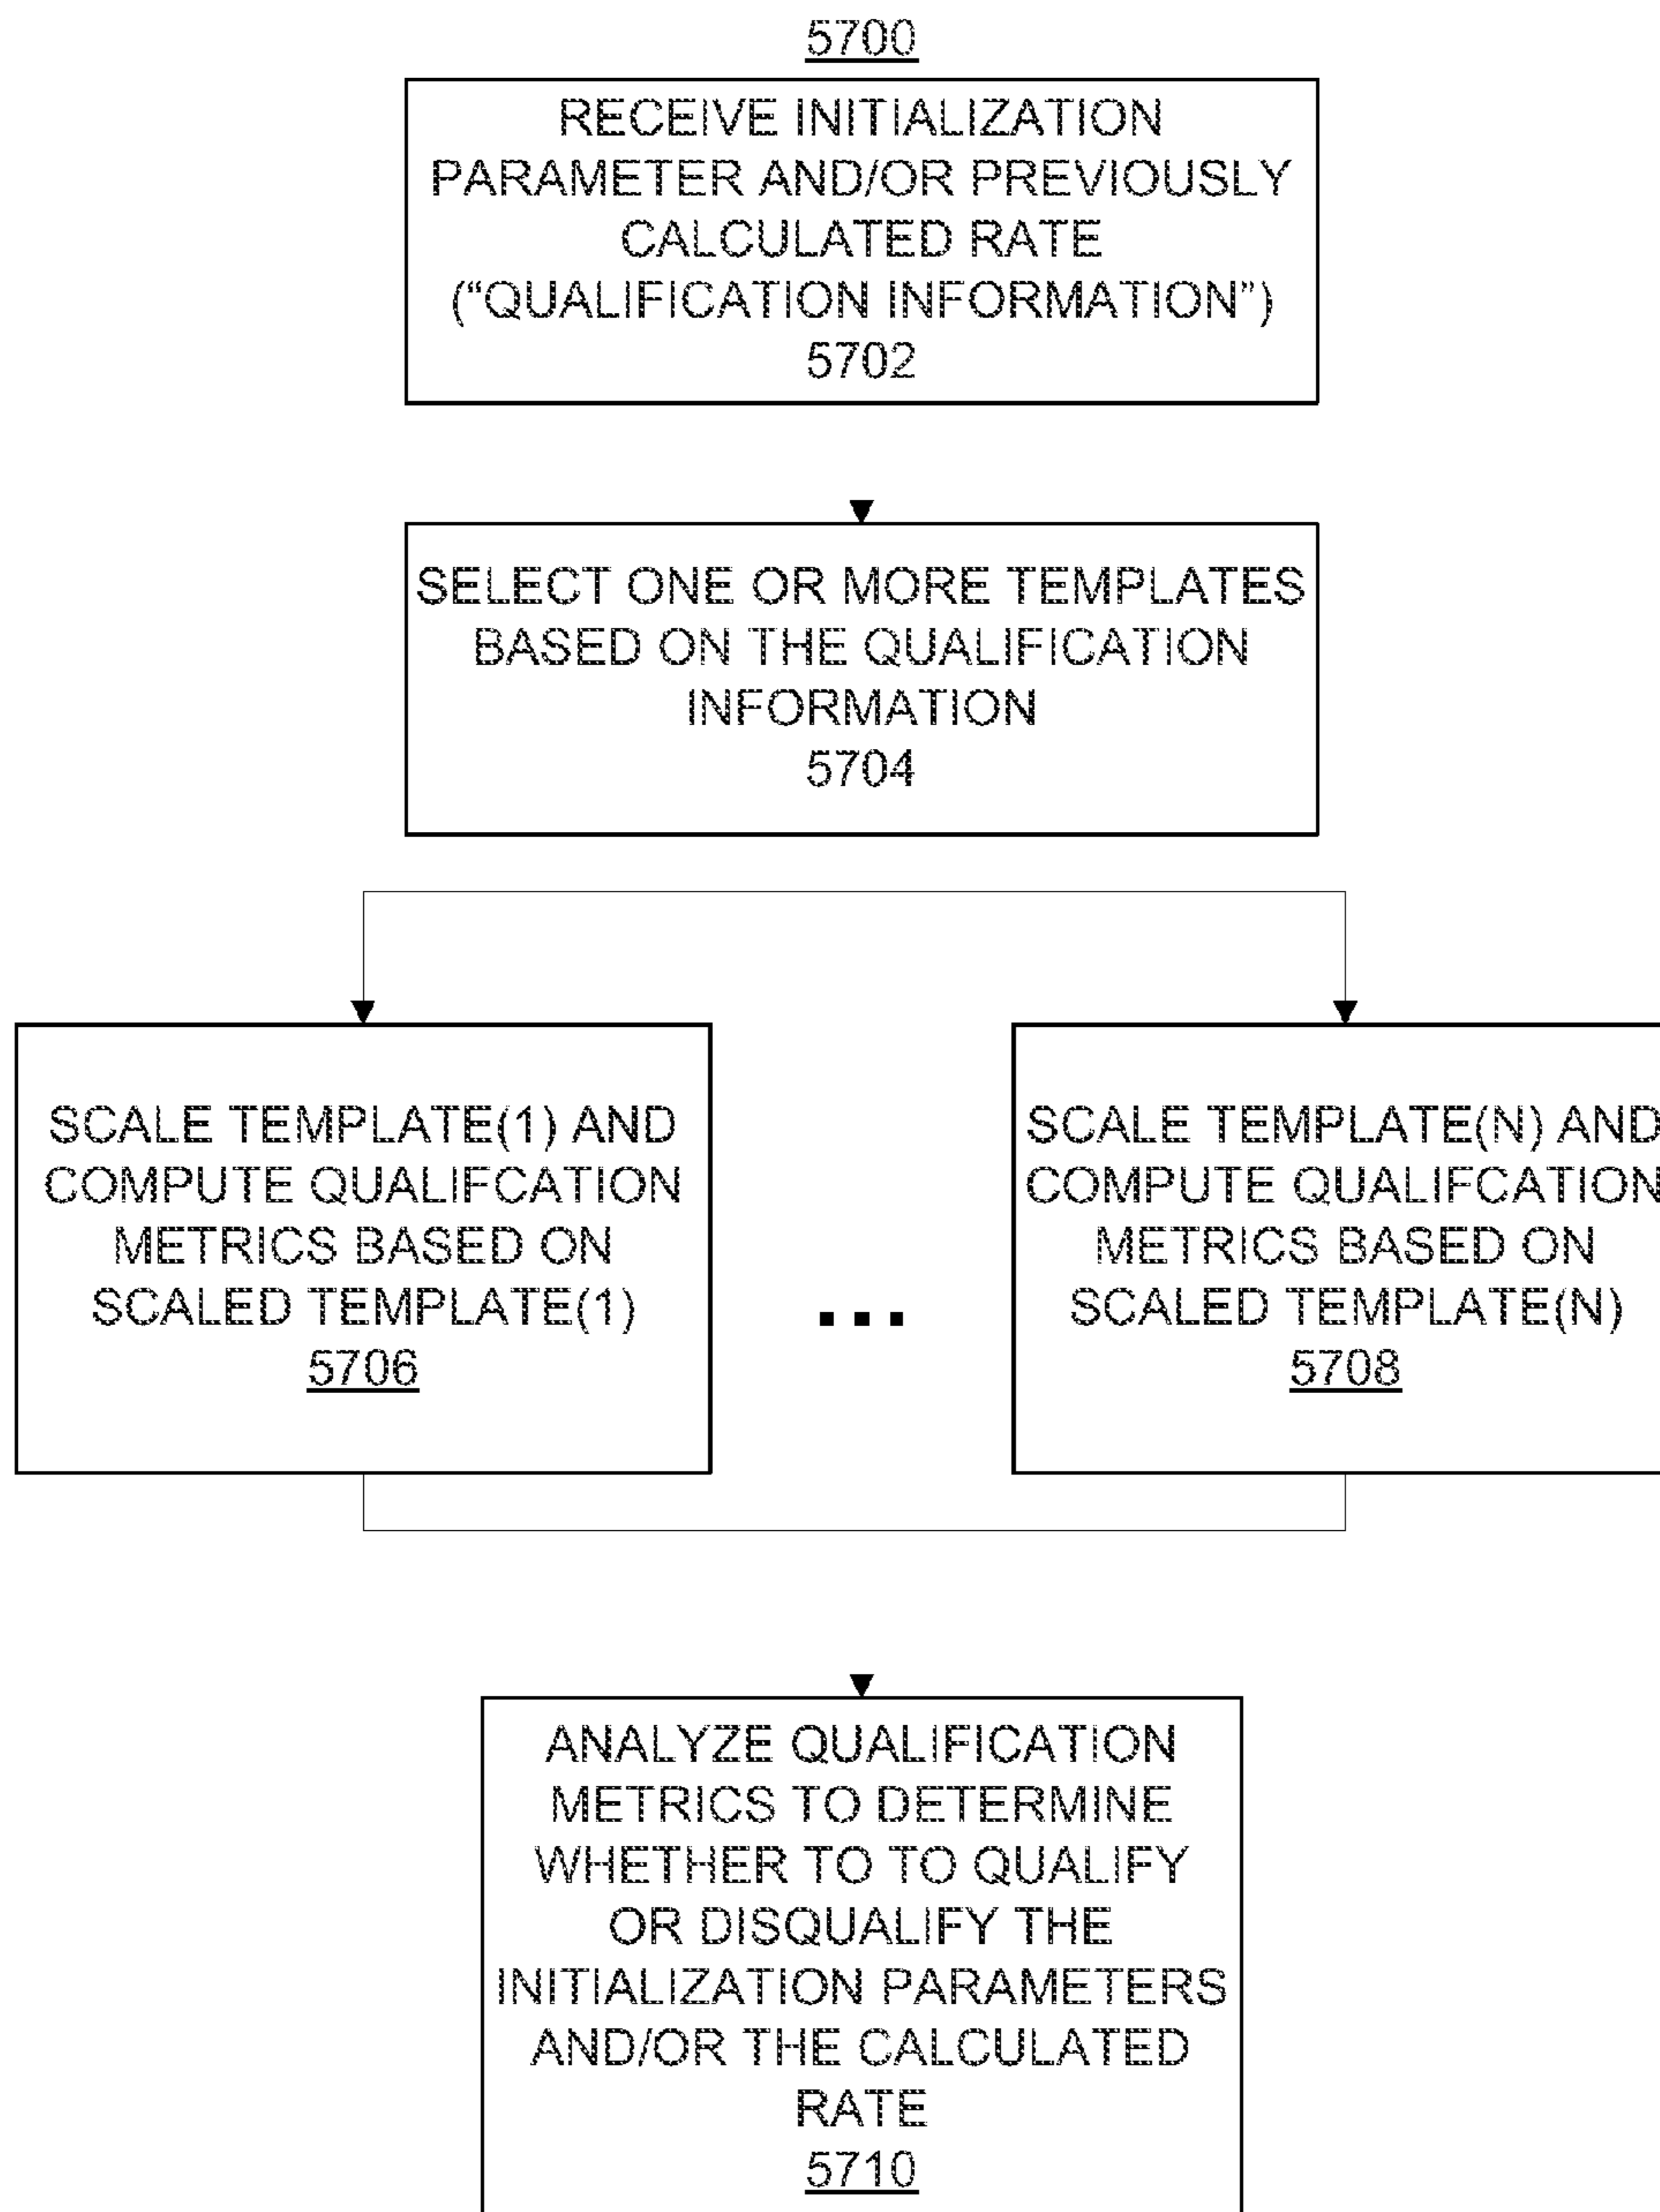 5700
RECEIVE INITIALIZATION
PARAMETER AND/OR PREVIOUSLY
CALCULATED RATE
(“QUALIFICATION INFORMATION”)
5702
SELECT ONE OR MORE TEMPLATES
BASED ON THE QUALIFICATION
INFORMATION
5704
SCALE TEMPLATE(1) AND
COMPUTE QUALIFCATION
METRICS BASED ON
SCALED TEMPLATE(1)
5706
...
SCALE TEMPLATE(N) AND
COMPUTE QUALIFCATION
METRICS BASED ON
SCALED TEMPLATE(N)
5708
ANALYZE QUALIFICATION
METRICS TO DETERMINE
WHETHER TO TO QUALIFY
OR DISQUALIFY THE
INITIALIZATION PARAMETERS
AND/OR THE CALCULATED
RATE
5710